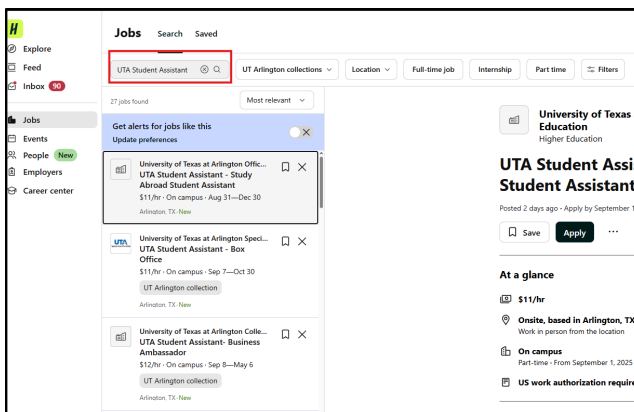 H
Explore
Feed
Inbox 90
Jobs
Events
People New
Employers
Career center
Jobs Search Saved
UTA Student Assistant
UT Arlington collections
Location
Full-time job
Internship
Part time
Filters
27 jobs found
Most relevant
Get alerts for jobs like this
Update preferences
University of Texas at Arlington Offic...
UTA Student Assistant - Study
Abroad Student Assistant
$11/hr · On campus · Aug 31—Dec 30
Arlington, TX · New
UTA
University of Texas at Arlington Speci...
UTA Student Assistant - Box
Office
$11/hr · On campus · Sep 7—Oct 30
UT Arlington collection
Arlington, TX · New
University of Texas at Arlington Colle...
UTA Student Assistant- Business
Ambassador
$12/hr · On campus · Sep 8—May 6
UT Arlington collection
Arlington, TX · New
University of Texas
Education
Higher Education
UTA Student Assi
Student Assistant
Posted 2 days ago · Apply by September 1
Save
Apply
...
At a glance
$11/hr
Onsite, based in Arlington, TX
Work in person from the location
On campus
Part-time · From September 1, 2025
US work authorization require